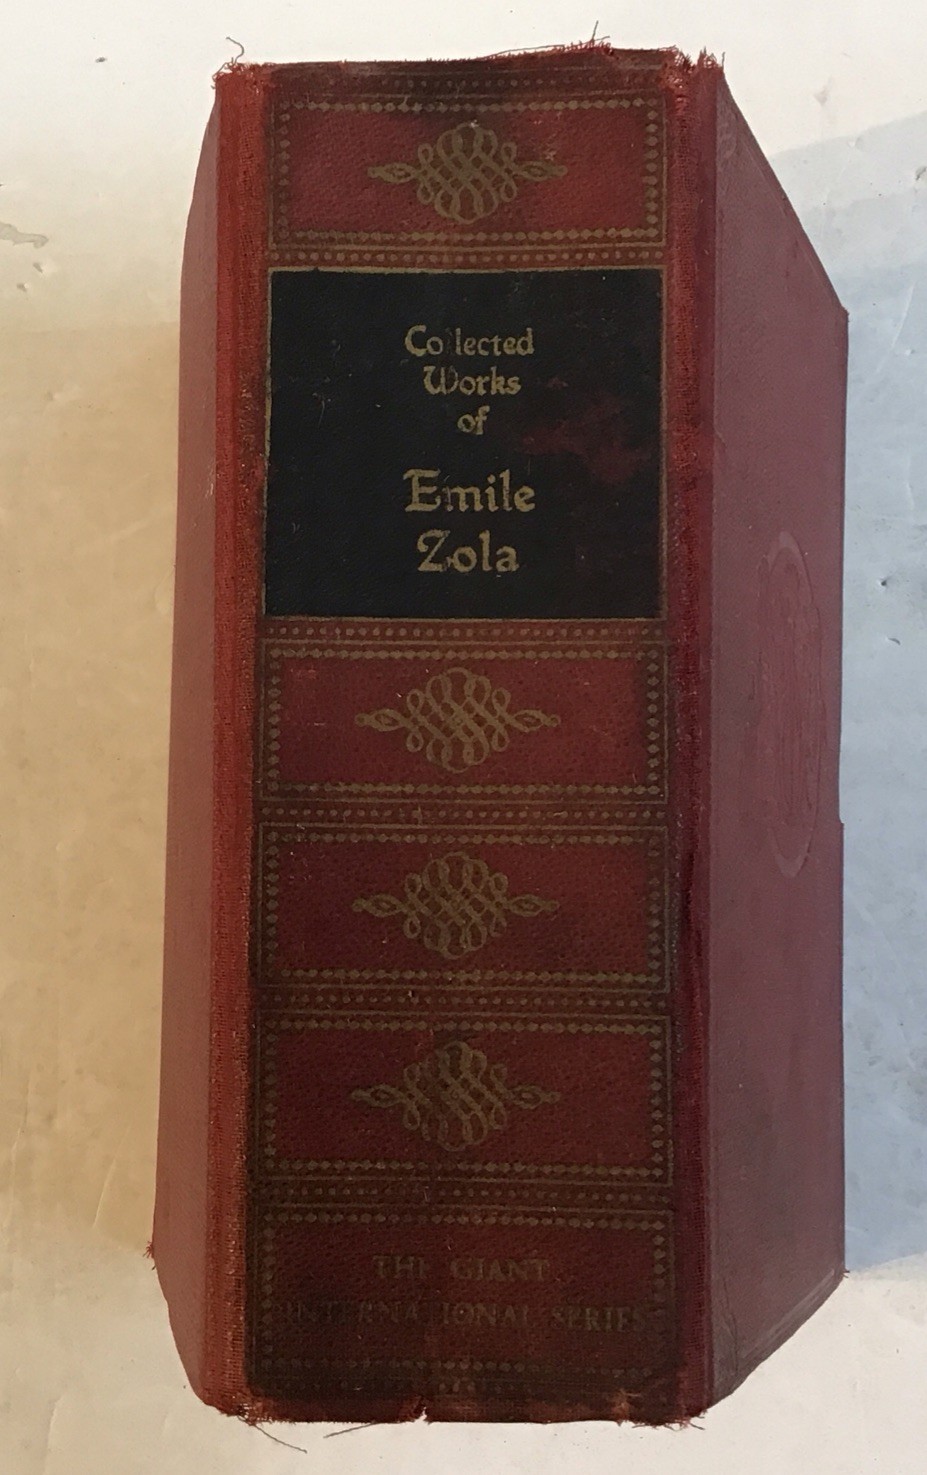 Collected
Works
of
Emile
Zola
THE GIANT
INTERNATIONAL SERIES